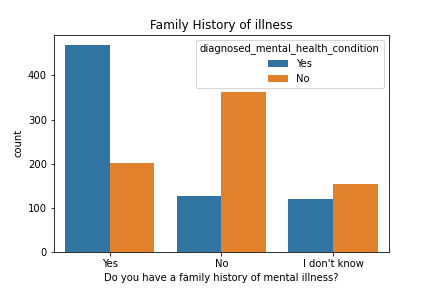 Family History of illness
diagnosed_mental_health_condition
Yes
No
count
400
300
200
100
0
Yes No I don't know
Do you have a family history of mental illness?